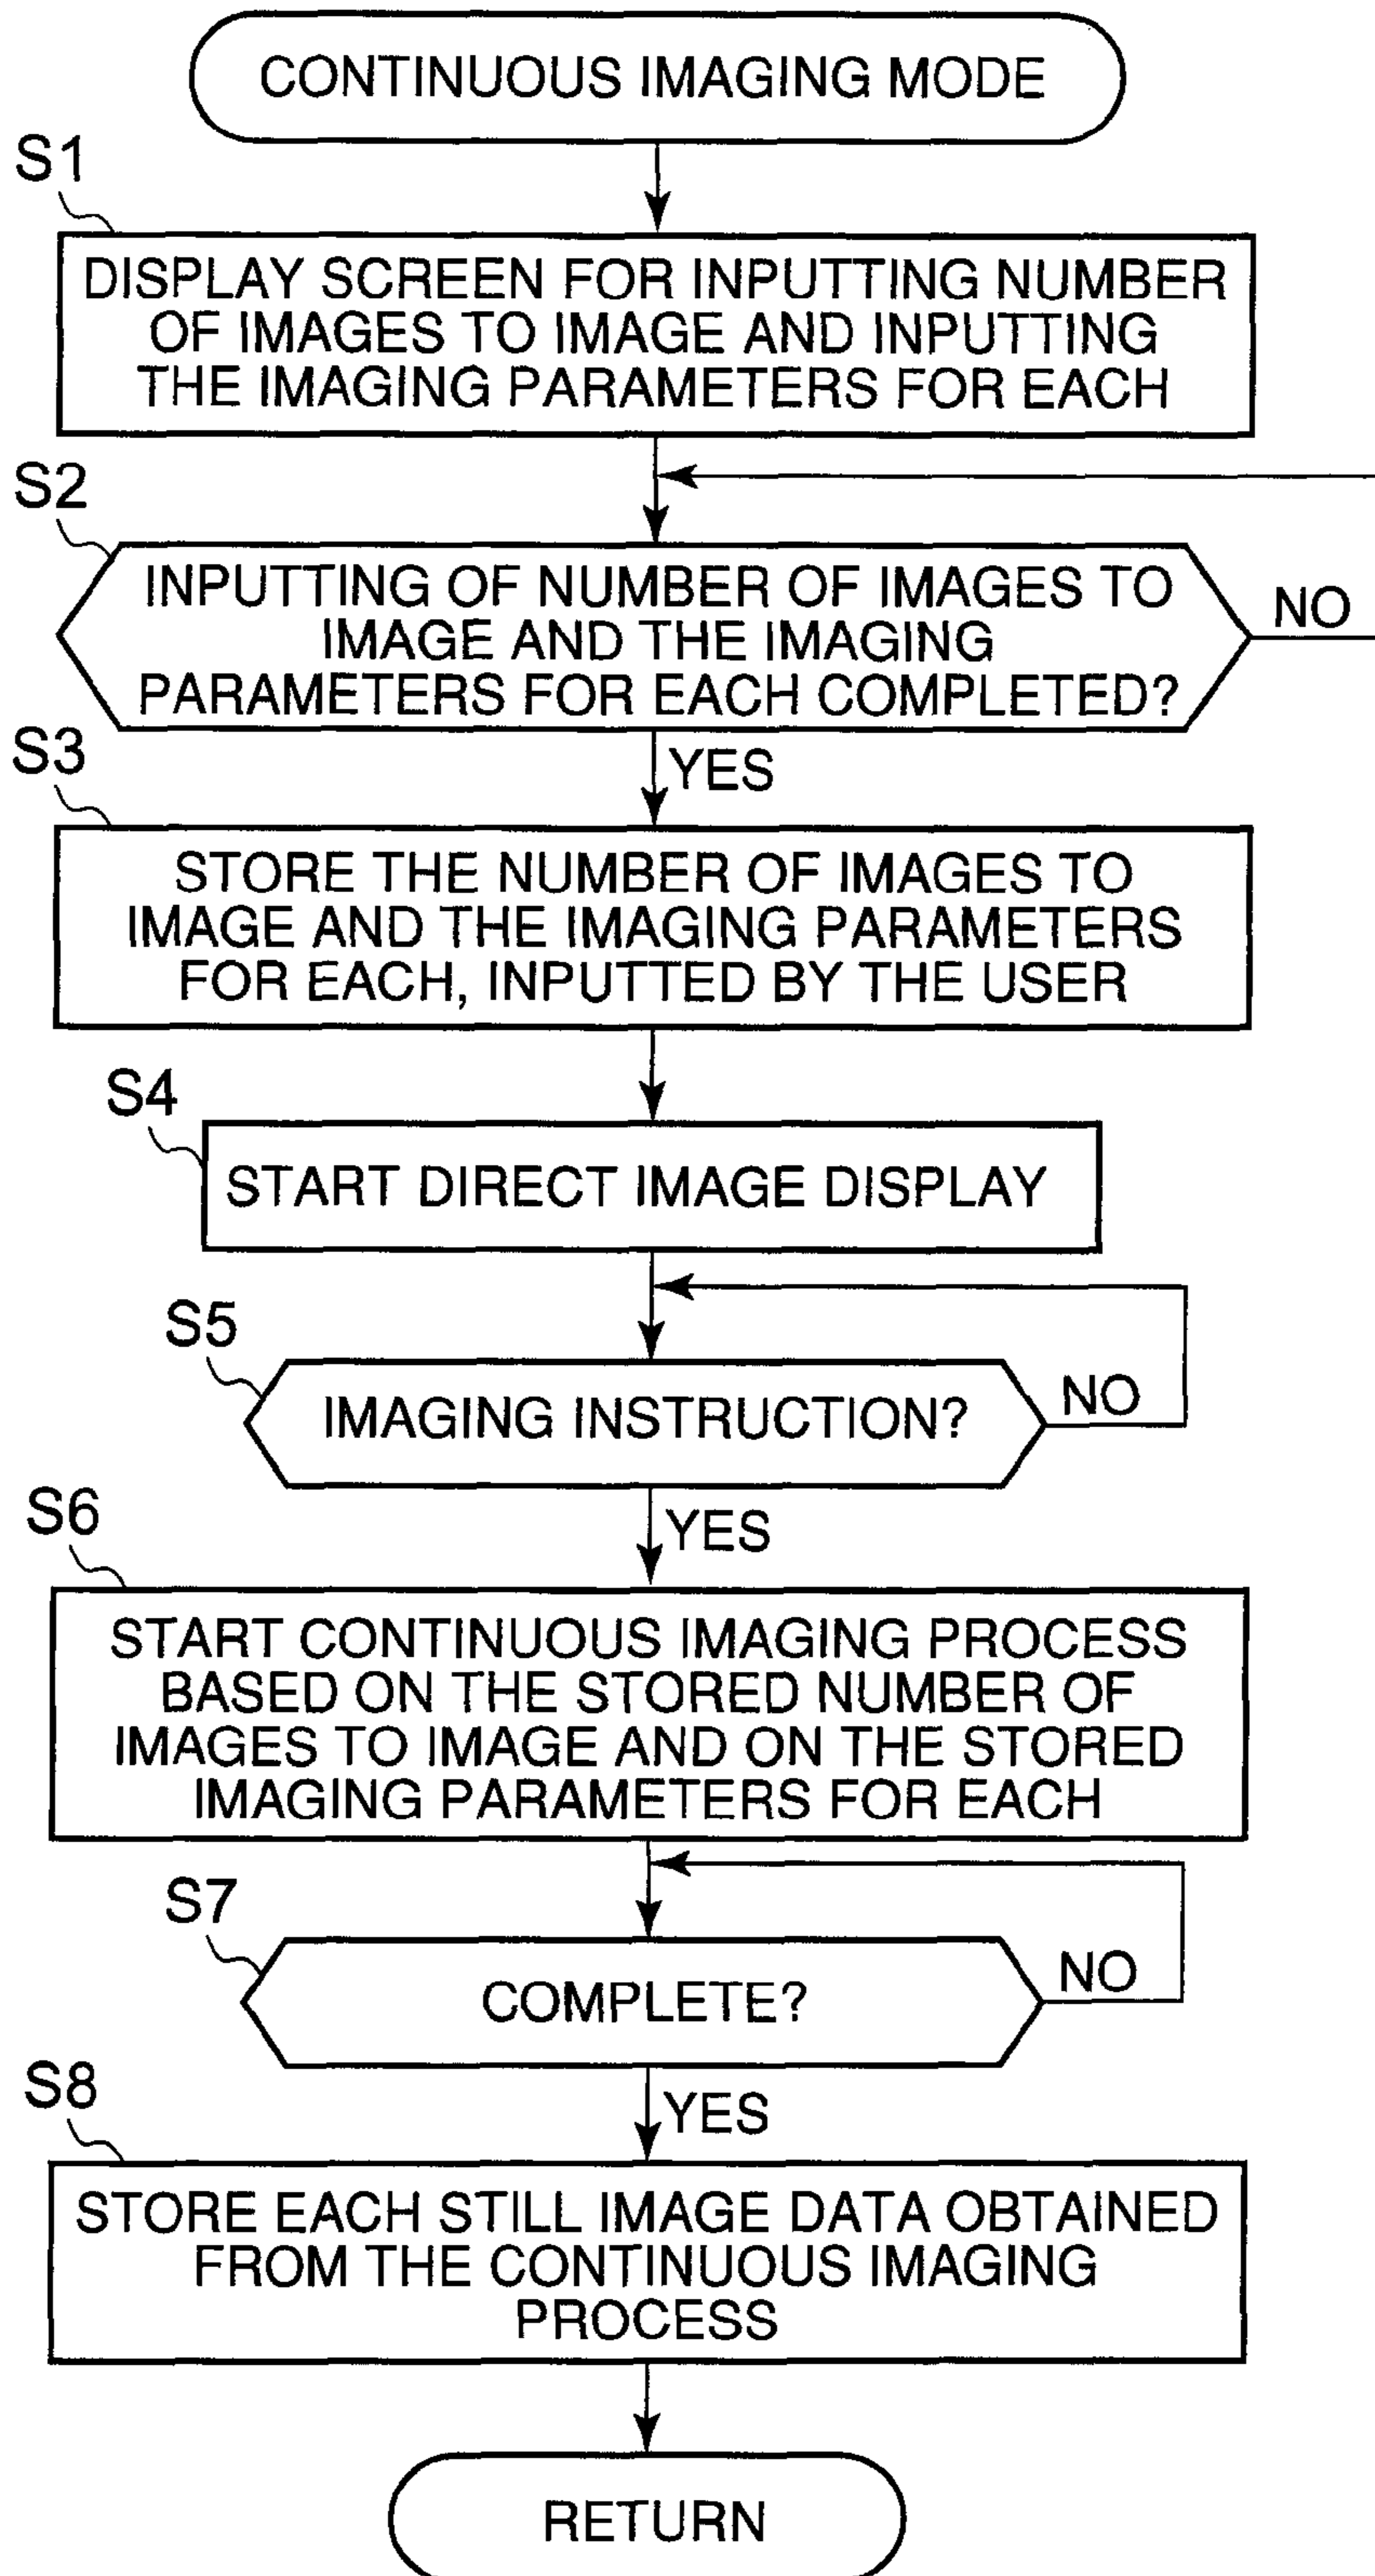 CONTINUOUS IMAGING MODE
S1
DISPLAY SCREEN FOR INPUTTING NUMBER
OF IMAGES TO IMAGE AND INPUTTING
THE IMAGING PARAMETERS FOR EACH
S2
INPUTTING OF NUMBER OF IMAGES TO
IMAGE AND THE IMAGING
PARAMETERS FOR EACH COMPLETED?
NO
YES
S3
STORE THE NUMBER OF IMAGES TO
IMAGE AND THE IMAGING PARAMETERS
FOR EACH, INPUTTED BY THE USER
S4
START DIRECT IMAGE DISPLAY
S5
IMAGING INSTRUCTION?
NO
YES
S6
START CONTINUOUS IMAGING PROCESS
BASED ON THE STORED NUMBER OF
IMAGES TO IMAGE AND ON THE STORED
IMAGING PARAMETERS FOR EACH
S7
COMPLETE?
NO
YES
S8
STORE EACH STILL IMAGE DATA OBTAINED
FROM THE CONTINUOUS IMAGING
PROCESS
RETURN